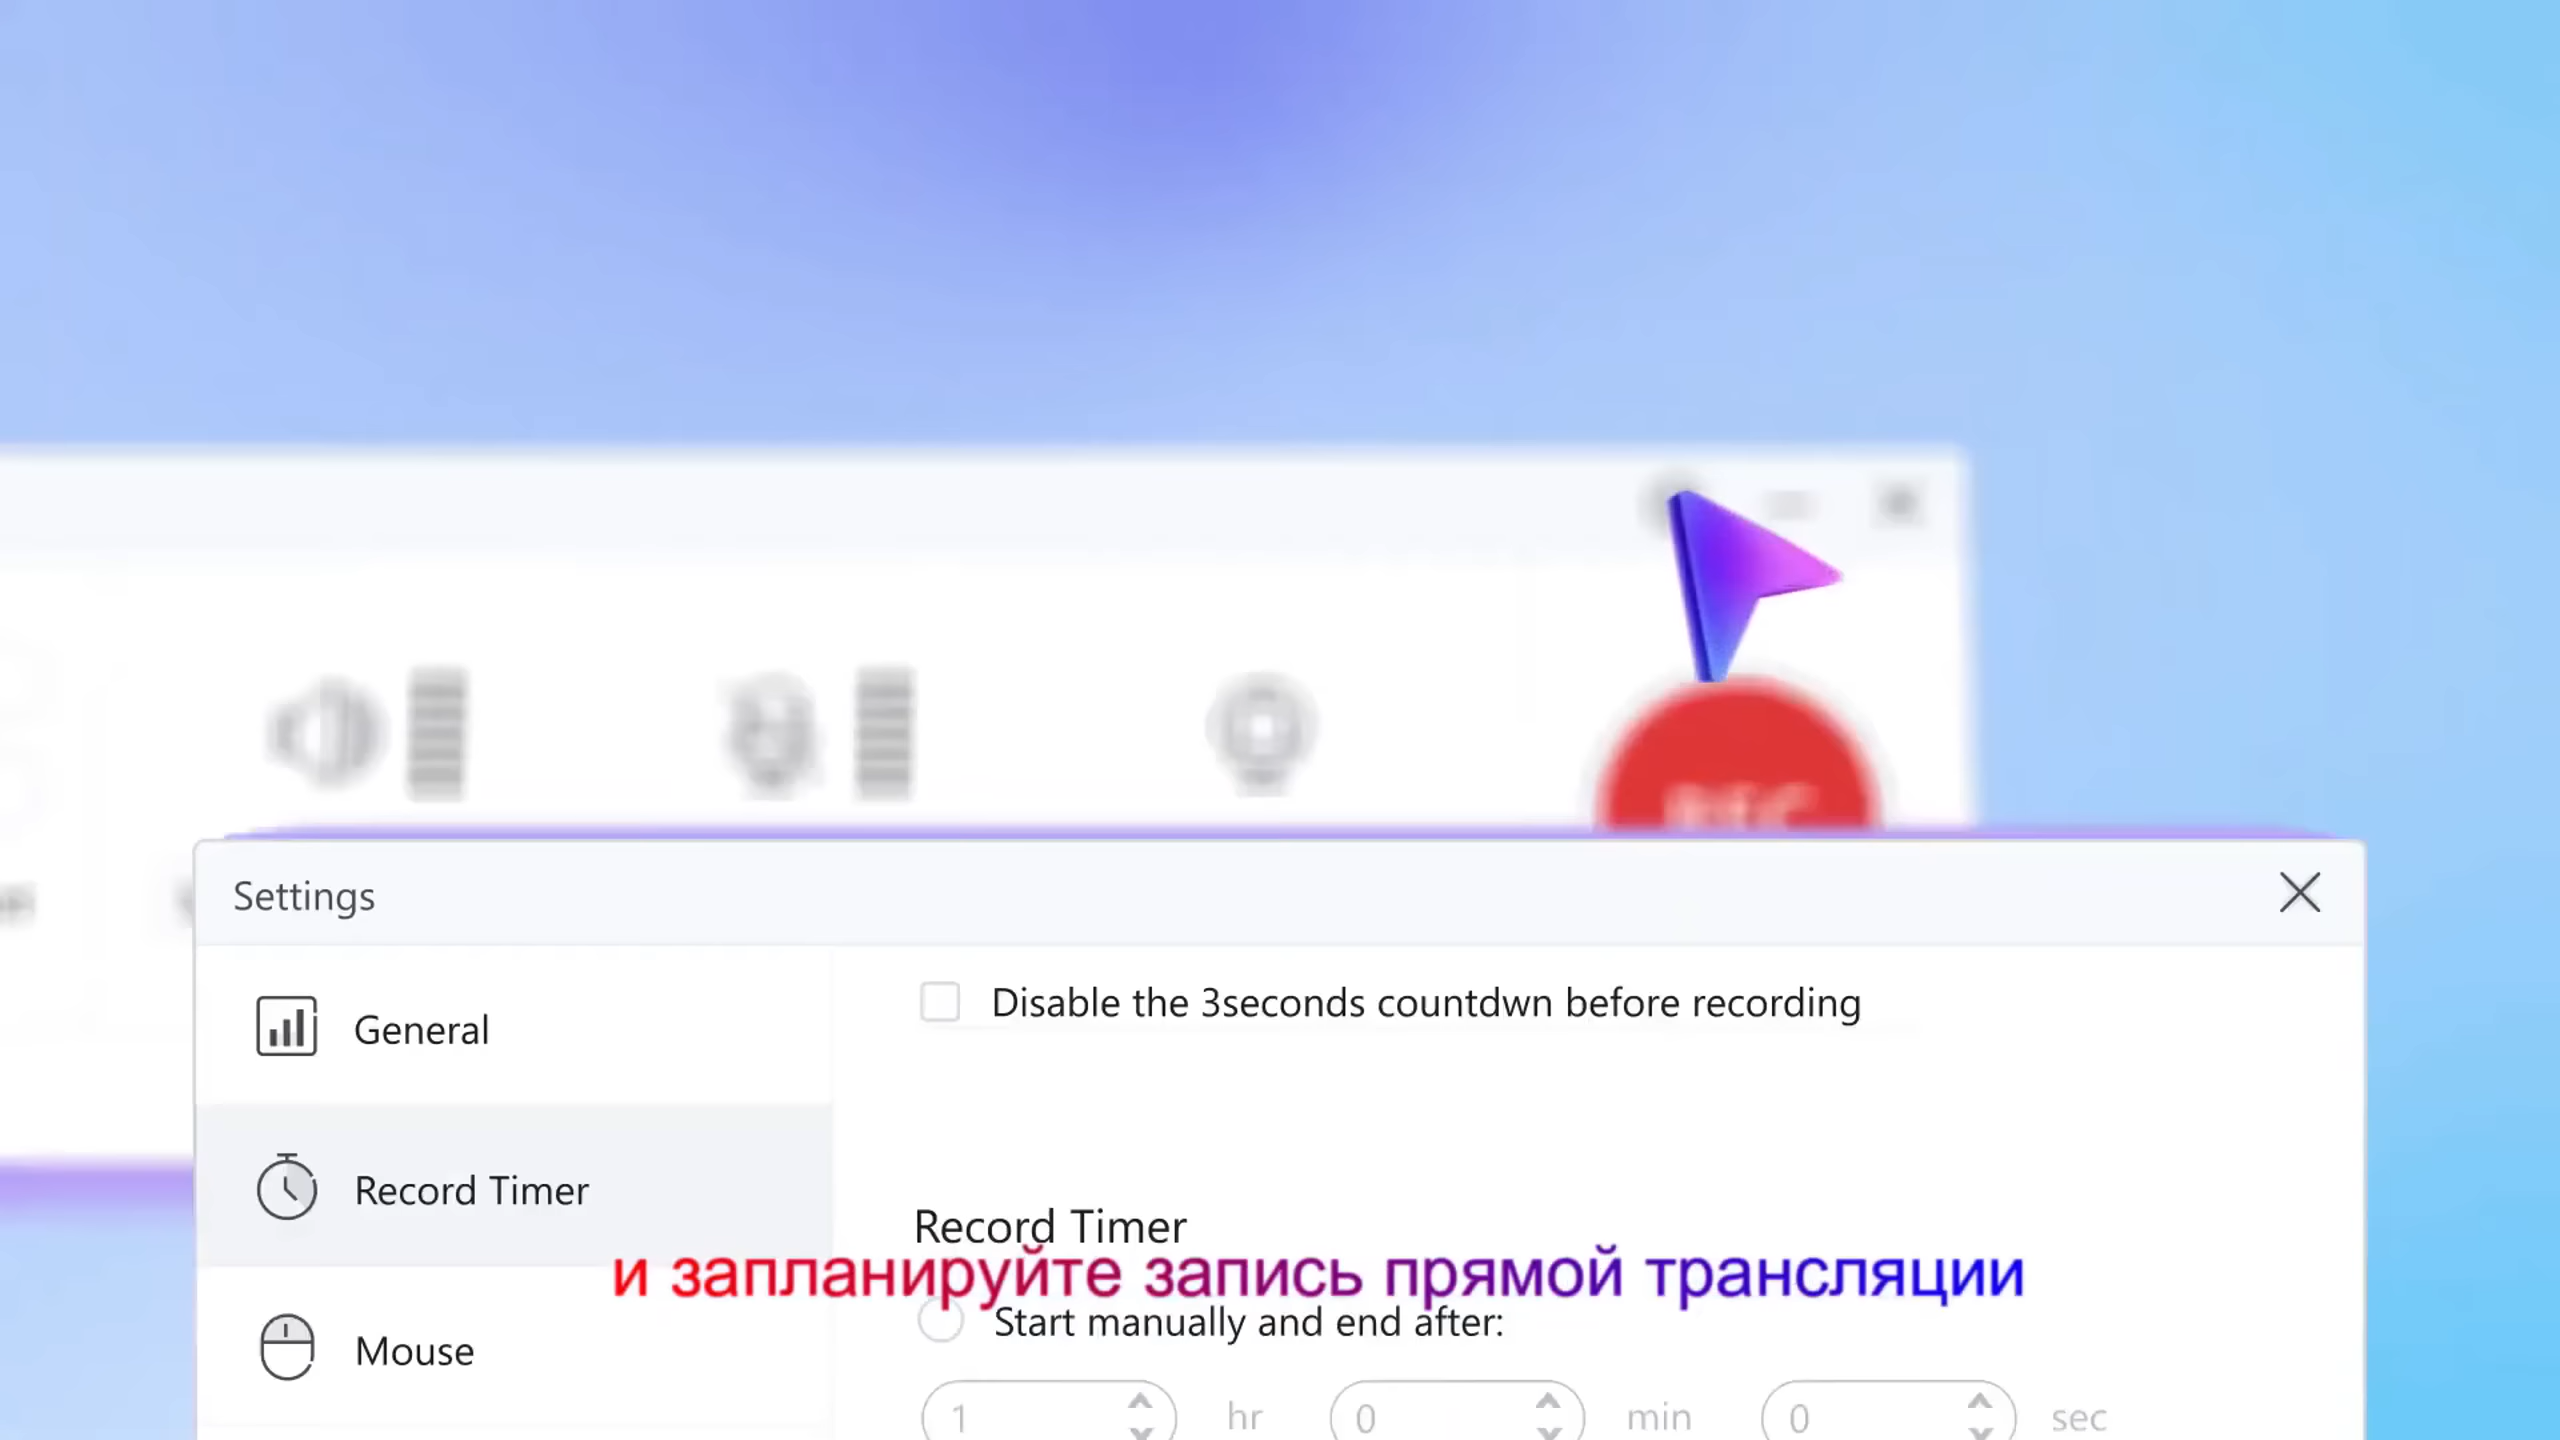 Settings
General
Disable the 3seconds countdwn before recording
Record Timer
Record Timer
и запланируйте запись прямой трансляции
Start manually and end after:
Mouse
1 hr 0 min 0 sec